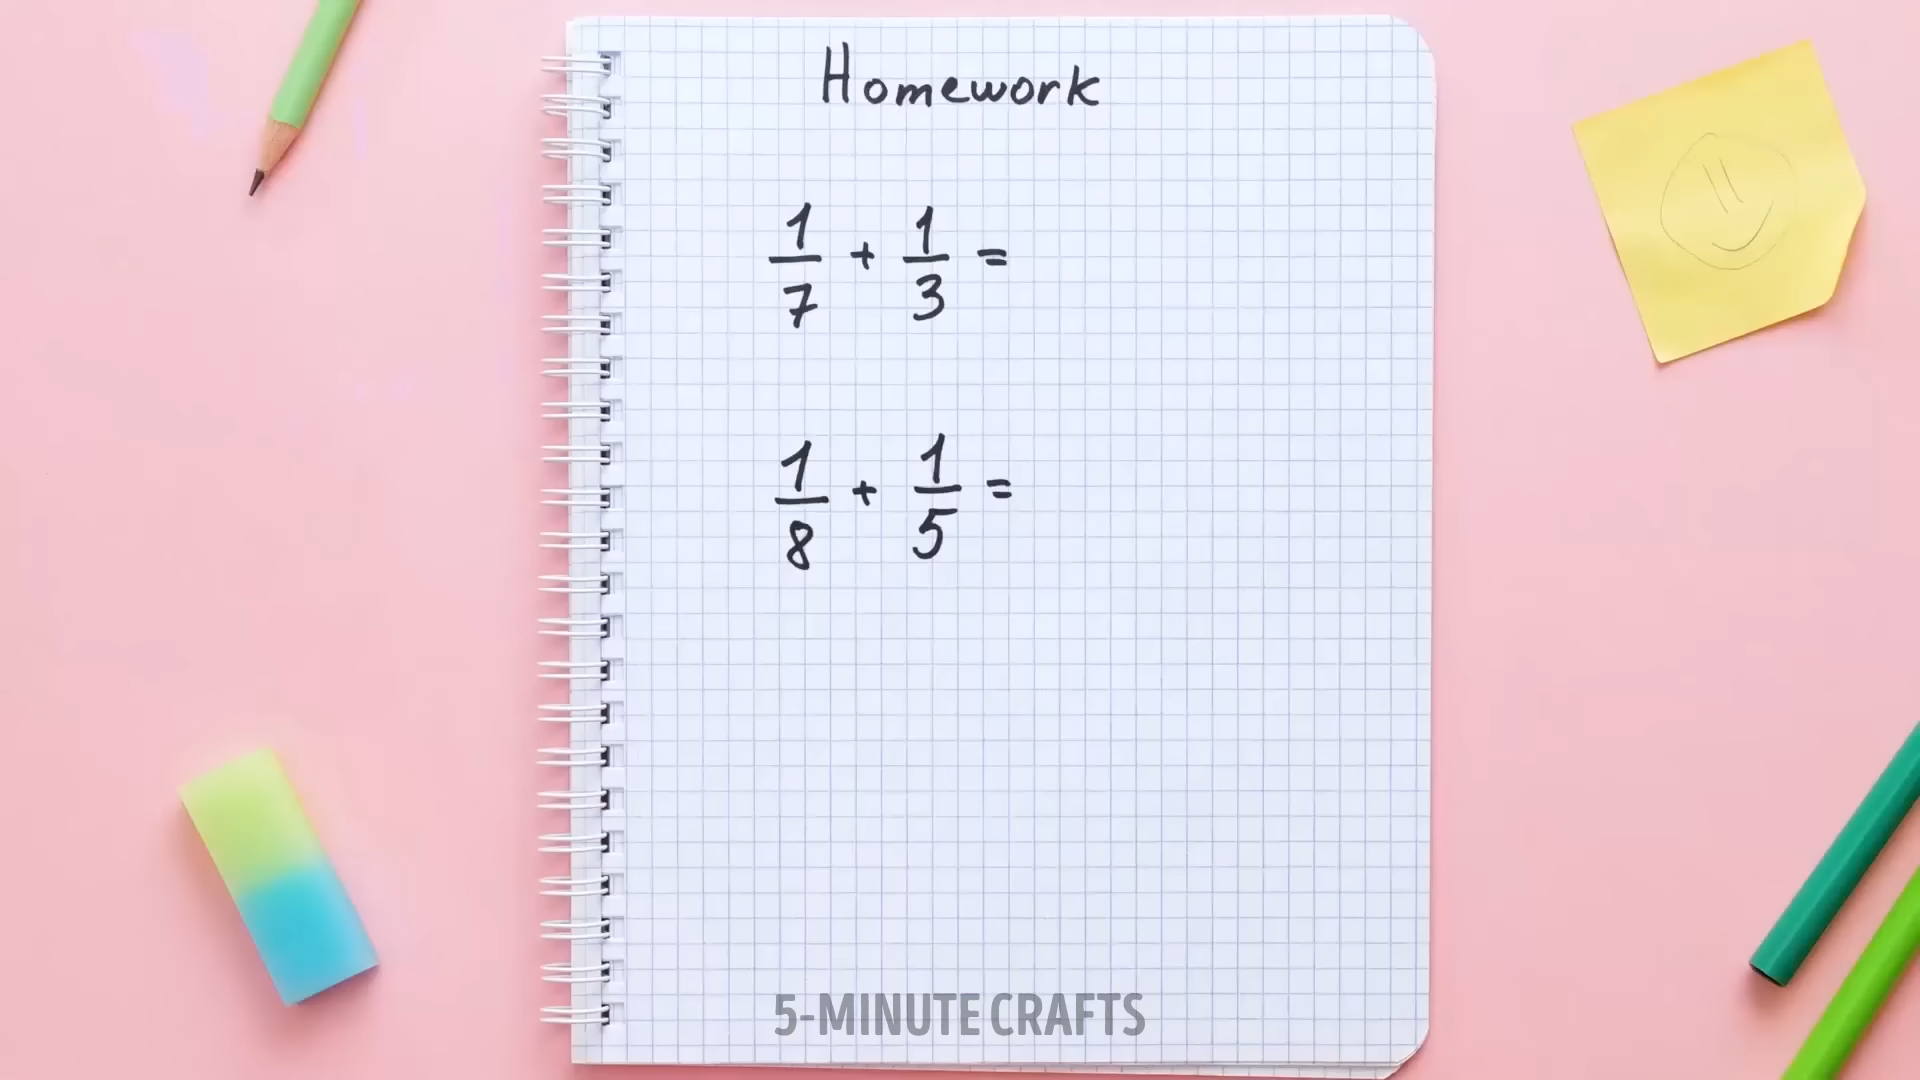 Homework
1/7 + 1/3 =
1/8 + 1/5 =
5-MINUTE CRAFTS